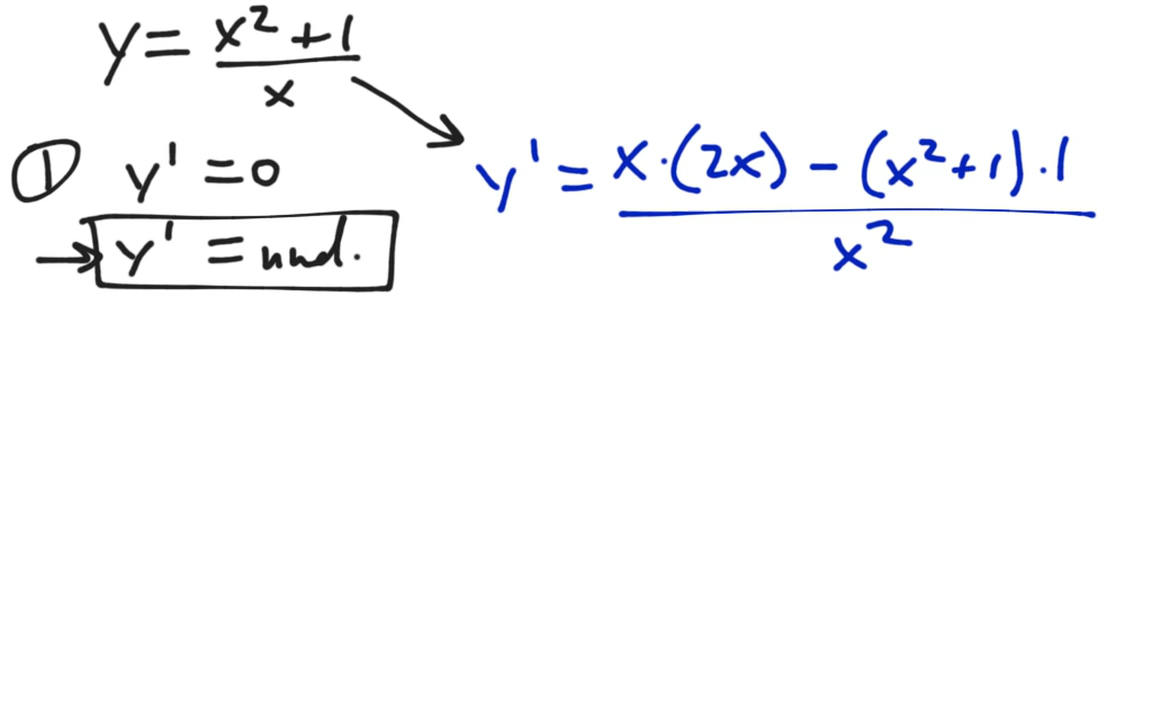 y = (x² + 1) / x
① y' = 0
→ y' = und.
y' = (x · (2x) − (x² + 1) · 1) / x²